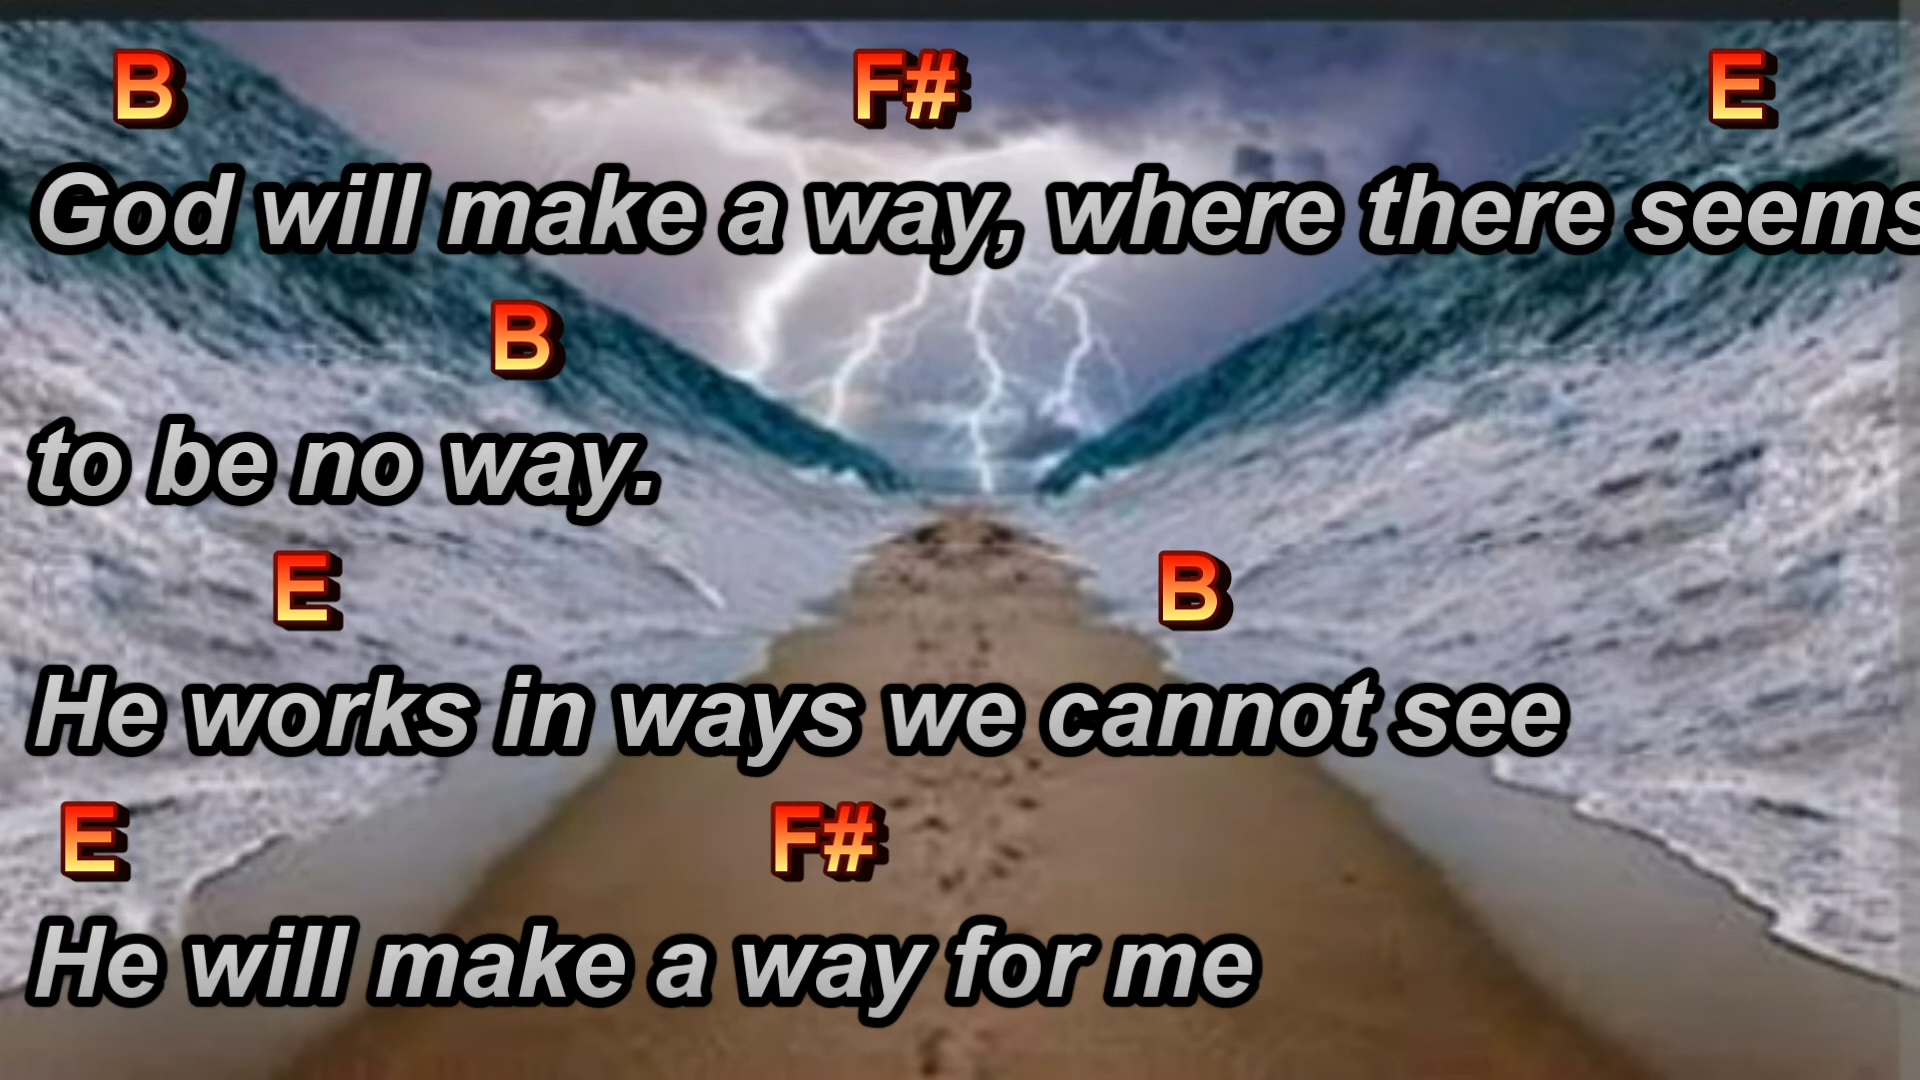 B F# E
God will make a way, where there seems
B
to be no way.
E B
He works in ways we cannot see
E F#
He will make a way for me